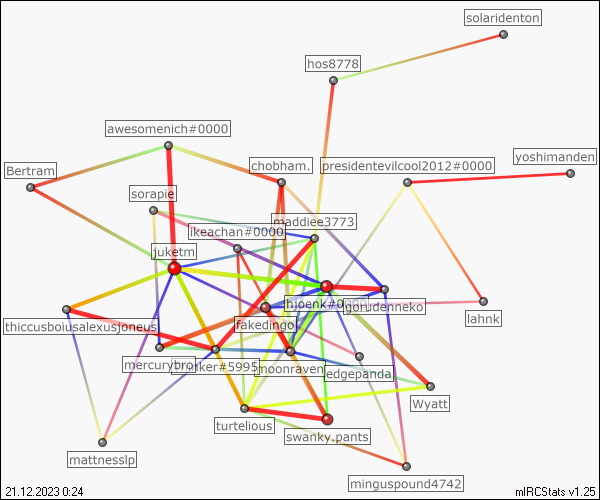 solaridenton
hos8778
awesomenich#0000
chobham.
presidentevilcool2012#0000
yoshimanden
Bertram
sorapie
maddiee3773
ikeachan#0000
juketm
hjoenk#0
gorudenneko
lahnk
thiccusboiusalexusjoneus
fakedingo
mercurybro
ker#5995
moonraven
edgepanda
Wyatt
turtelious
swanky.pants
mattnesslp
minguspound4742
21.12.2023 0:24
mIRCStats v1.25